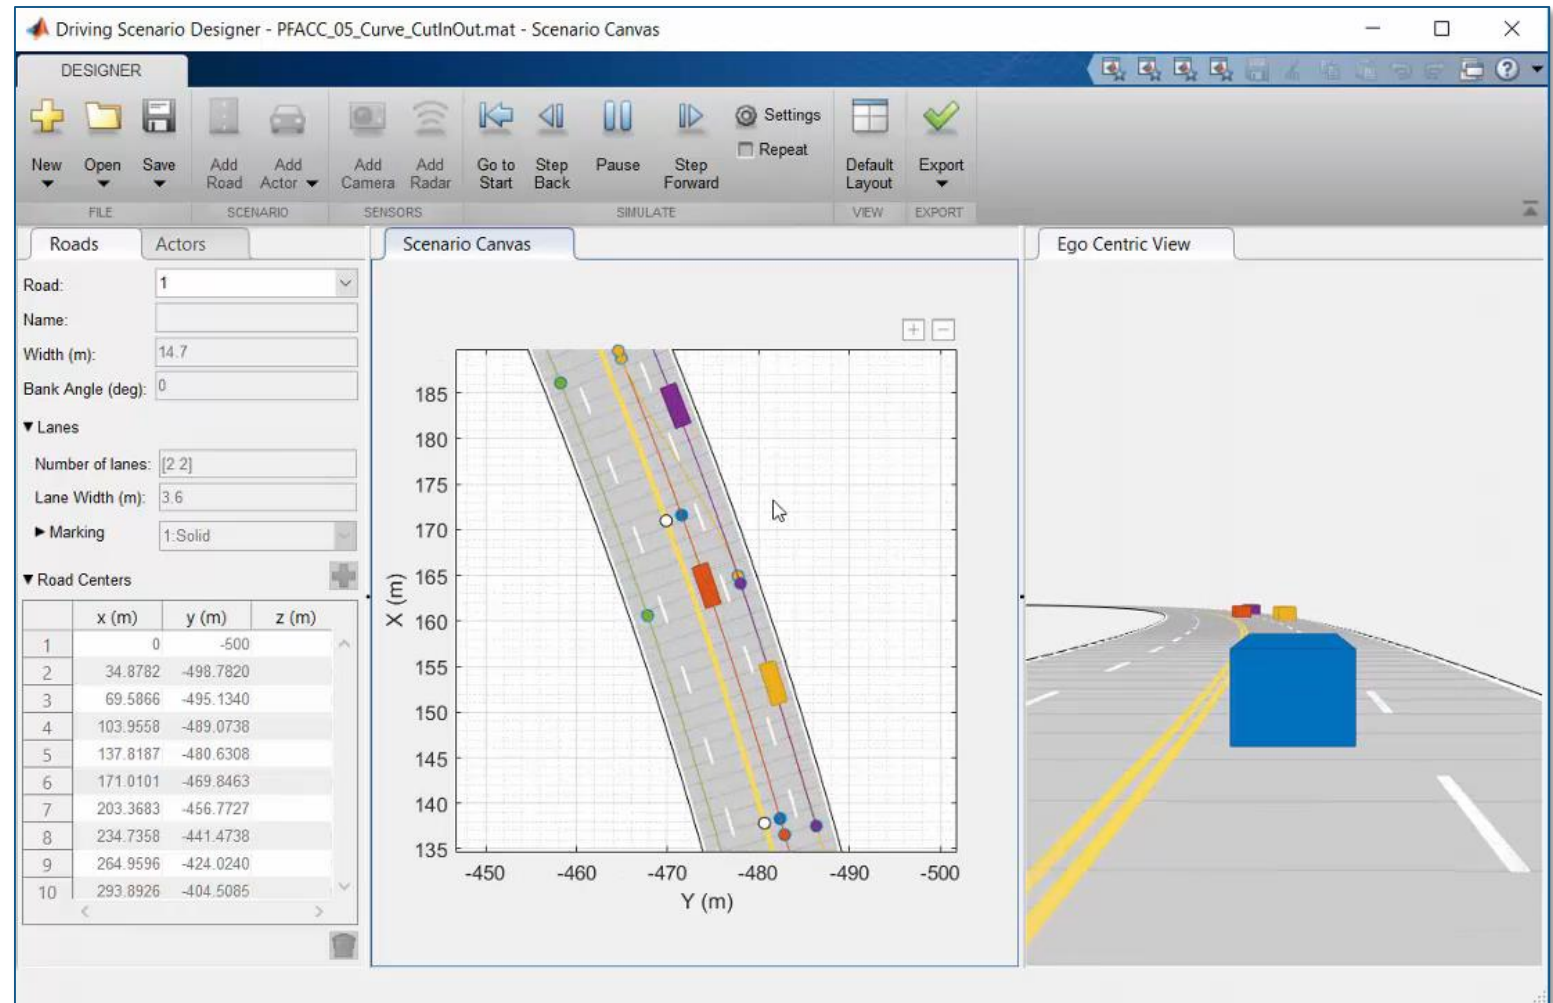 Driving Scenario Designer - PFACC_05_Curve_CutInOut.mat - Scenario Canvas
DESIGNER
New
Open
Save
Add Road
Add Actor
Add Camera
Add Radar
Go to Start
Step Back
Pause
Step Forward
Settings
Repeat
Default Layout
Export
FILE
SCENARIO
SENSORS
SIMULATE
VIEW
EXPORT
Roads
Actors
Road:
1
Name:
Width (m):
14.7
Bank Angle (deg):
0
Lanes
Number of lanes:
[2 2]
Lane Width (m):
3.6
Marking
1:Solid
Road Centers
x (m) y (m) z (m)
1 0 -500
2 34.8782 -498.7820
3 69.5866 -495.1340
4 103.9558 -489.0738
5 137.8187 -480.6308
6 171.0101 -469.8463
7 203.3683 -456.7727
8 234.7358 -441.4738
9 264.9596 -424.0240
10 293.8926 -404.5085
Scenario Canvas
185
180
175
170
165
160
155
150
145
140
135
X (m)
-450 -460 -470 -480 -490 -500
Y (m)
Ego Centric View